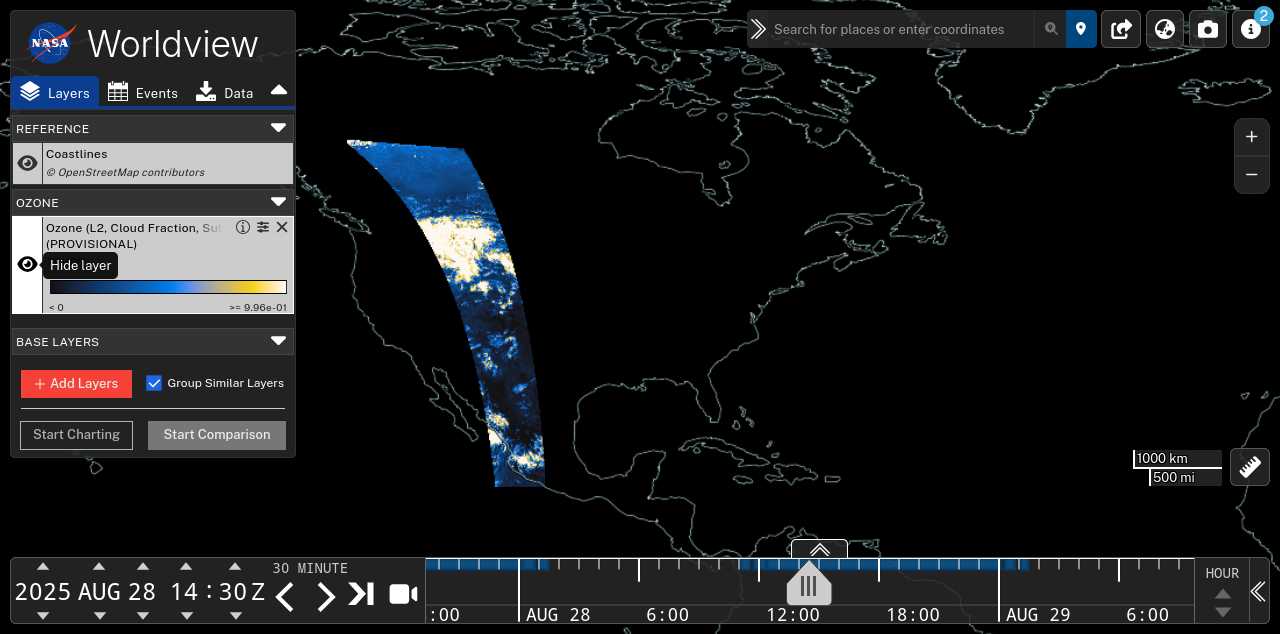 NASA
Worldview
Layers
Events
Data
REFERENCE
Coastlines
© OpenStreetMap contributors
OZONE
Ozone (L2, Cloud Fraction, Su
(PROVISIONAL)
Hide layer
< 0
>= 9.96e-01
BASE LAYERS
+ Add Layers
Group Similar Layers
Start Charting
Start Comparison
Search for places or enter coordinates
2
+
−
1000 km
500 mi
2025 AUG 28 14 : 30 Z
30 MINUTE
:00
AUG 28
6:00
12:00
18:00
AUG 29
6:00
HOUR